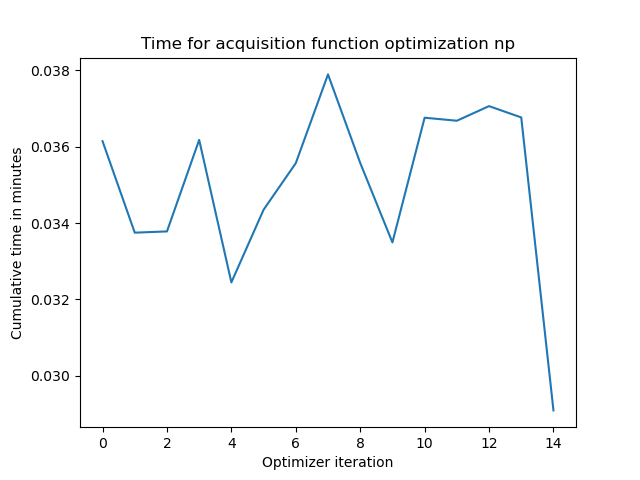 Time for acquisition function optimization np
Cumulative time in minutes
0.038
0.036
0.034
0.032
0.030
0 2 4 6 8 10 12 14
Optimizer iteration